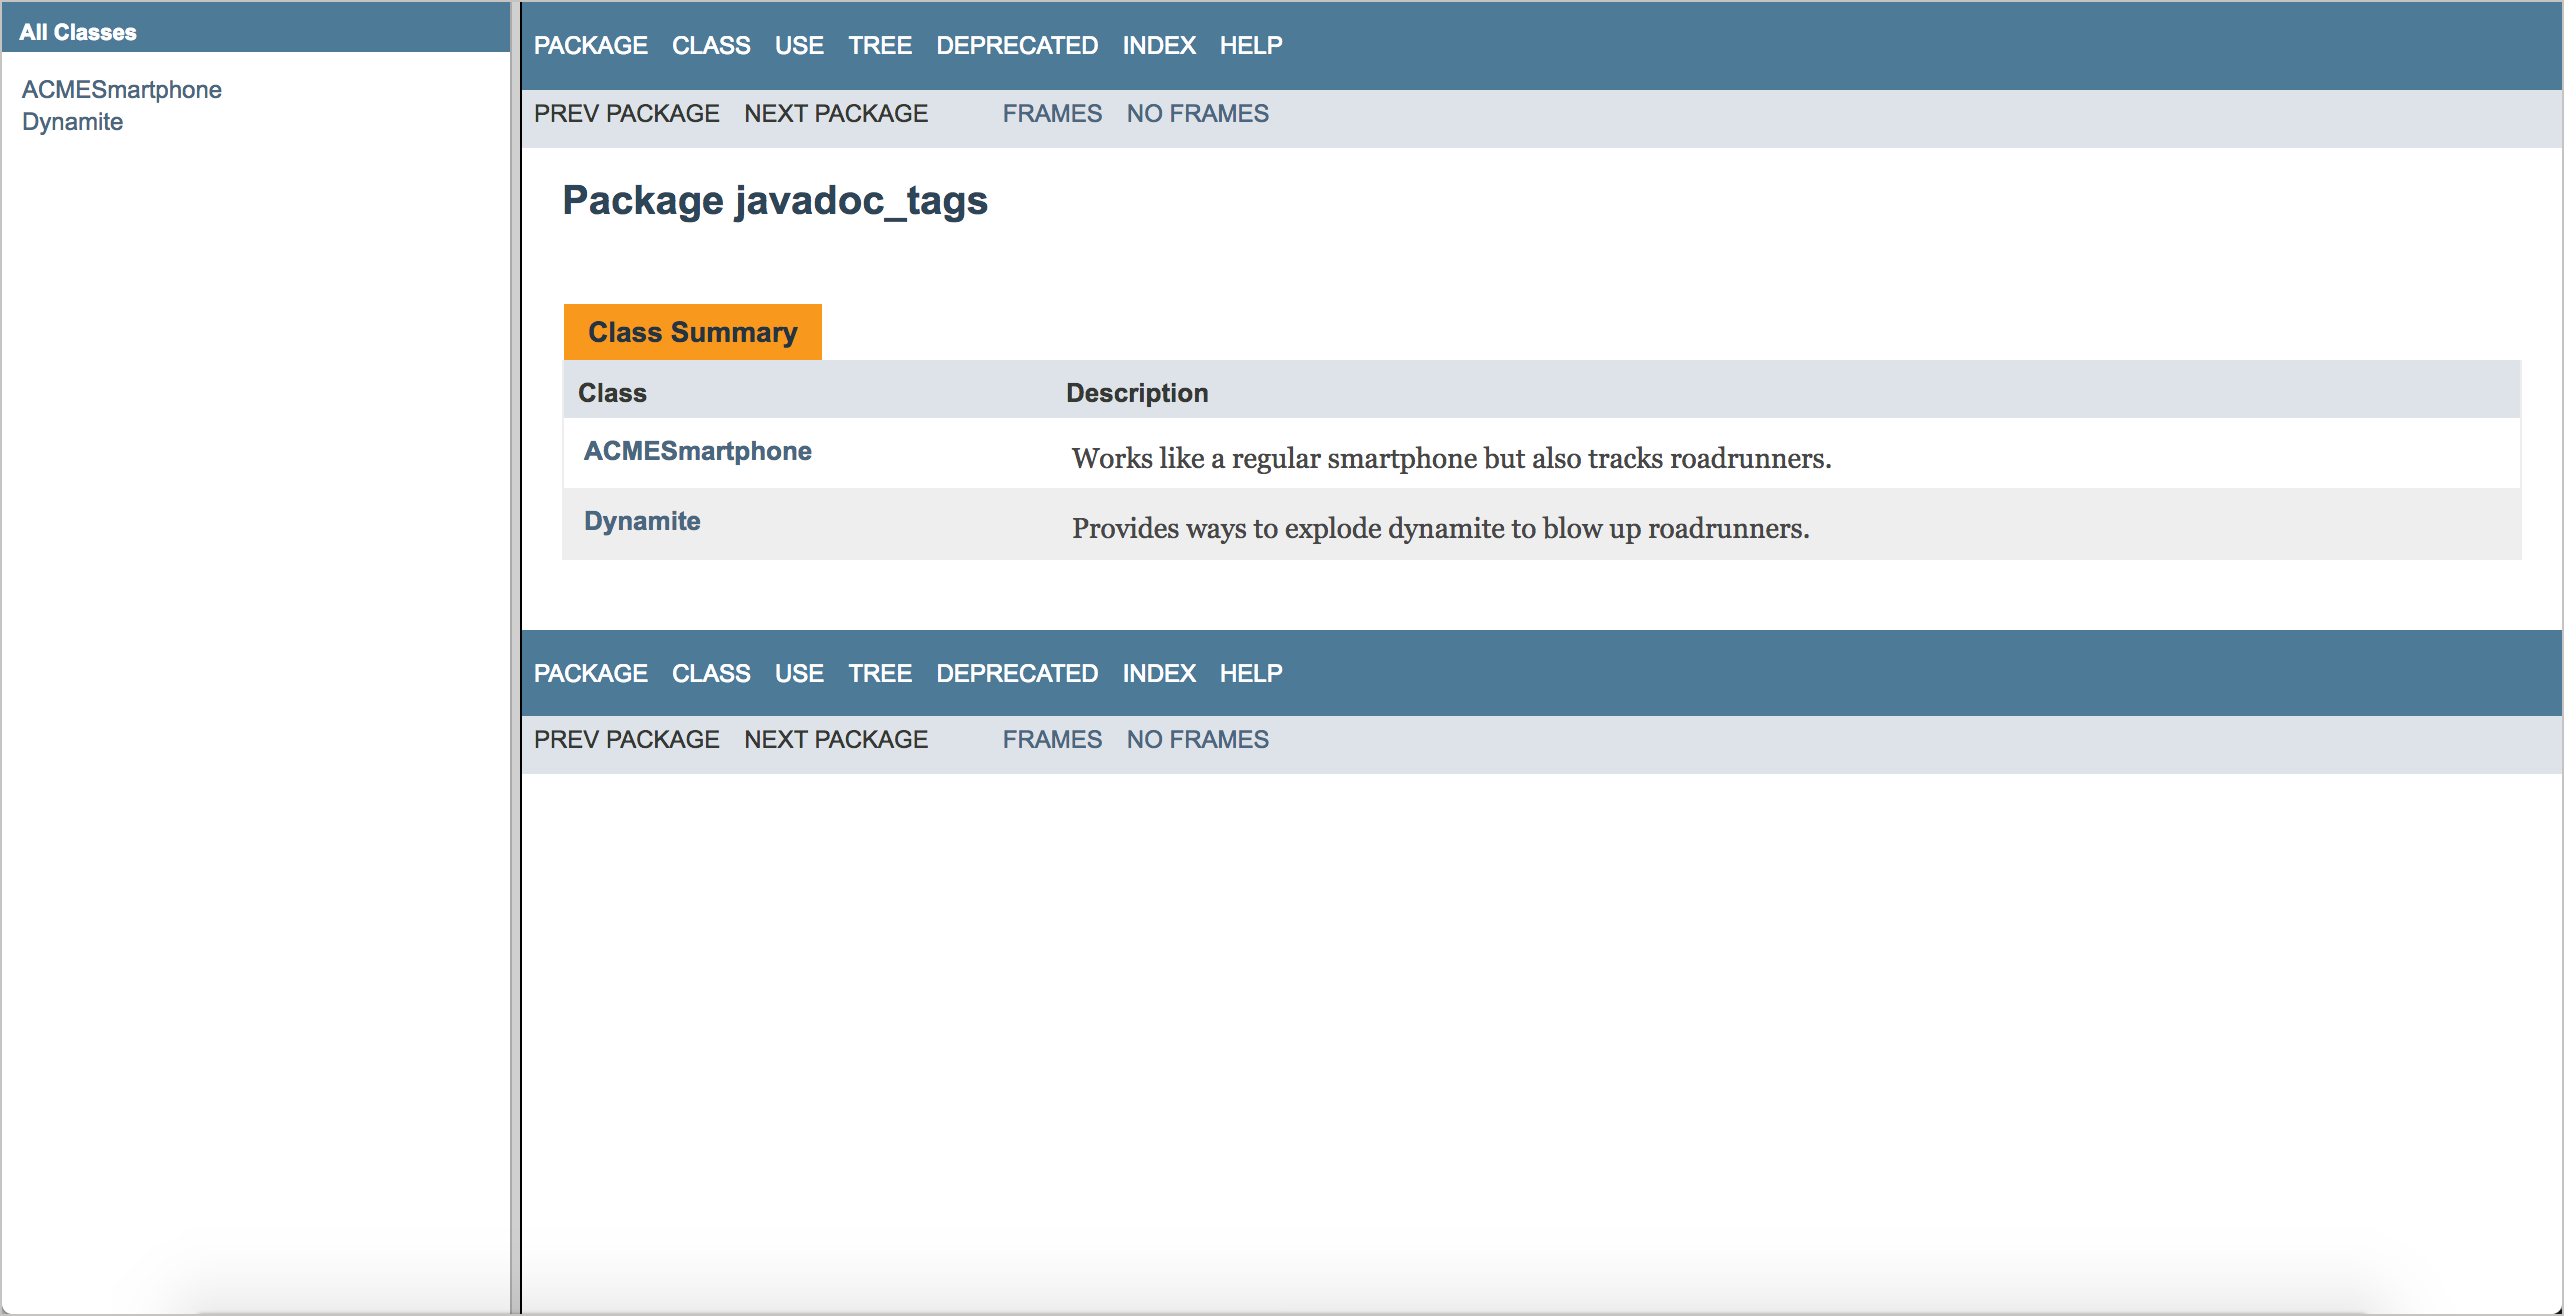 All Classes
ACMESmartphone
Dynamite
PACKAGE CLASS USE TREE DEPRECATED INDEX HELP
PREV PACKAGE NEXT PACKAGE FRAMES NO FRAMES
Package javadoc_tags
Class Summary
Class Description
ACMESmartphone Works like a regular smartphone but also tracks roadrunners.
Dynamite Provides ways to explode dynamite to blow up roadrunners.
PACKAGE CLASS USE TREE DEPRECATED INDEX HELP
PREV PACKAGE NEXT PACKAGE FRAMES NO FRAMES